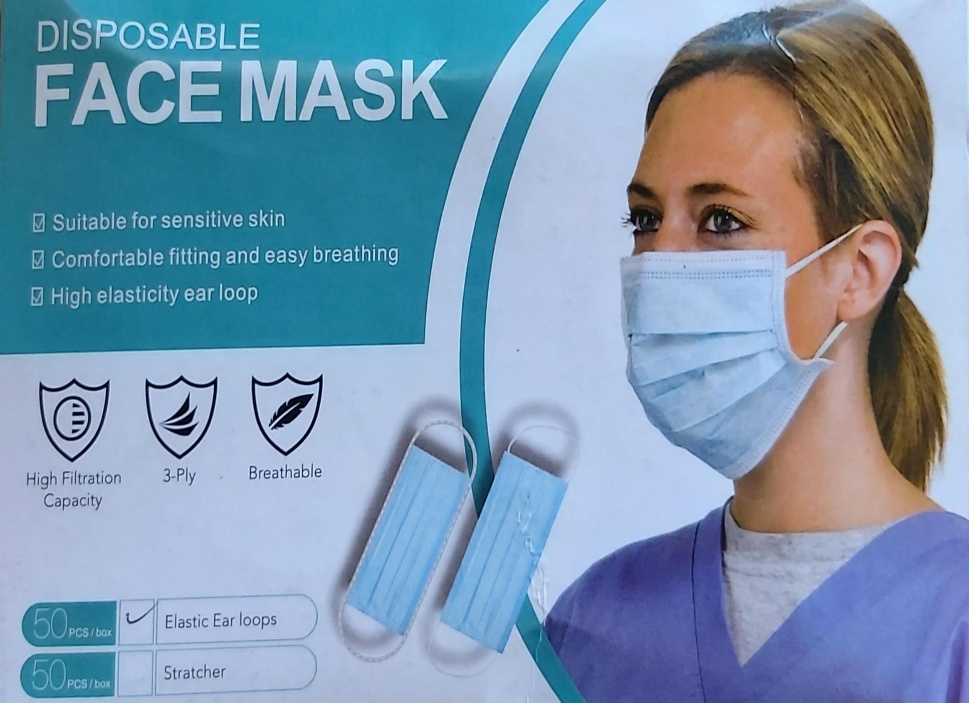 DISPOSABLE
FACE MASK
Suitable for sensitive skin
Comfortable fitting and easy breathing
High elasticity ear loop
High Filtration
Capacity
3-Ply
Breathable
50 PCS / box Elastic Ear loops
50 PCS / box Stratcher